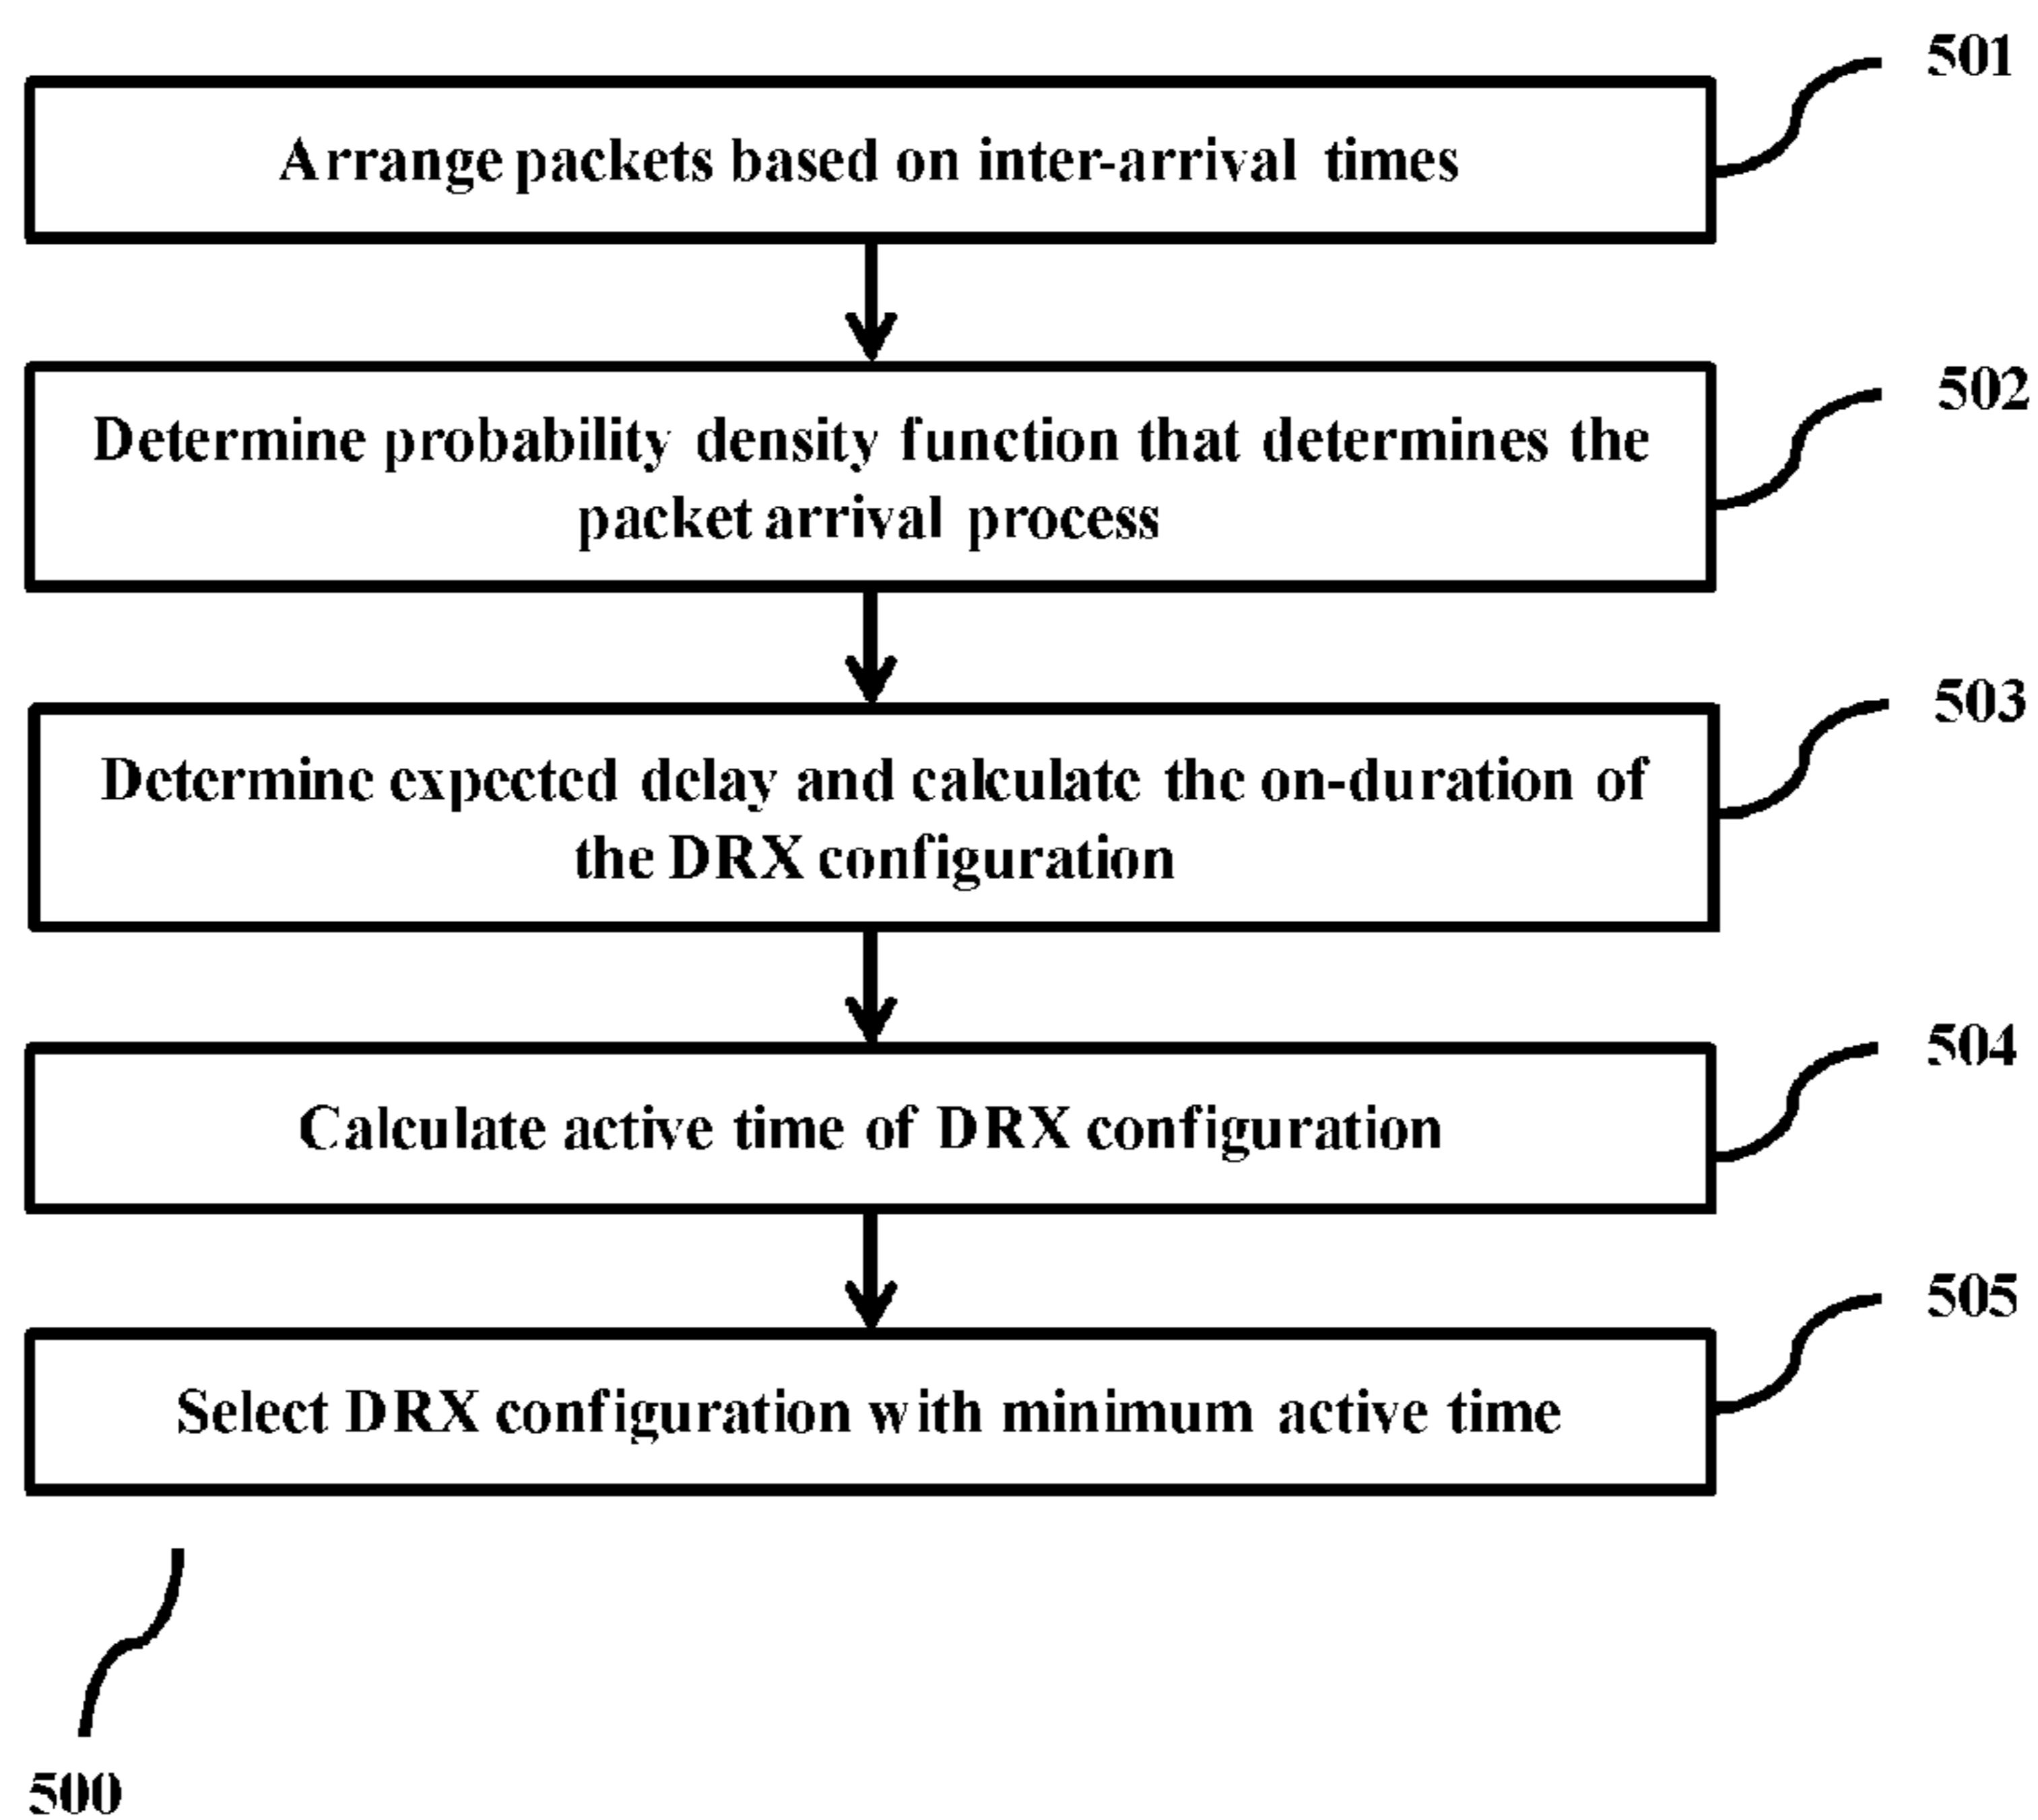 501
Arrange packets based on inter-arrival times
502
Determine probability density function that determines the
packet arrival process
503
Determine expected delay and calculate the on-duration of
the DRX configuration
504
Calculate active time of DRX configuration
505
Select DRX configuration with minimum active time
500